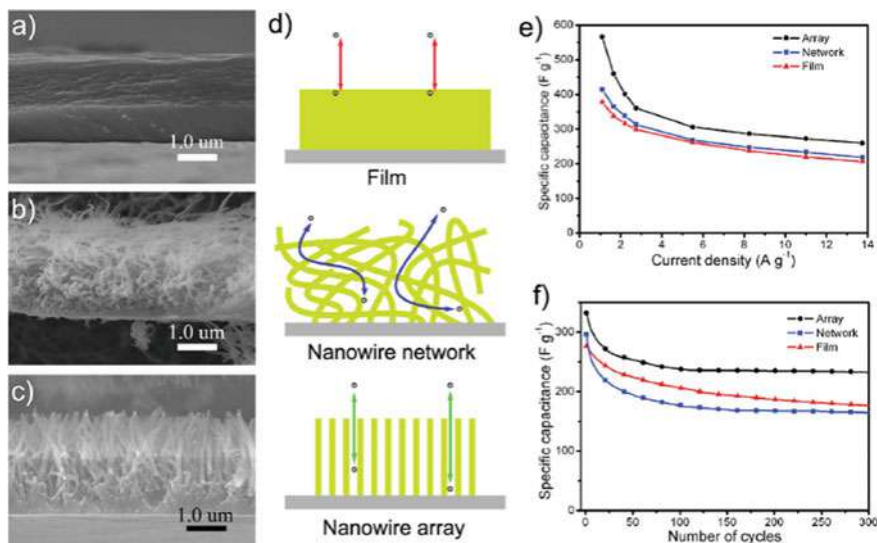 a)
1.0 um
b)
1.0 um
c)
1.0 um
d)
Film
Nanowire network
Nanowire array
e)
Specific capacitance (F g⁻¹)
600
500
400
300
200
100
0
Array
Network
Film
0 2 4 6 8 10 12 14
Current density (A g⁻¹)
f)
Specific capacitance (F g⁻¹)
300
150
0
Array
Network
Film
0 50 100 150 200 250 300
Number of cycles